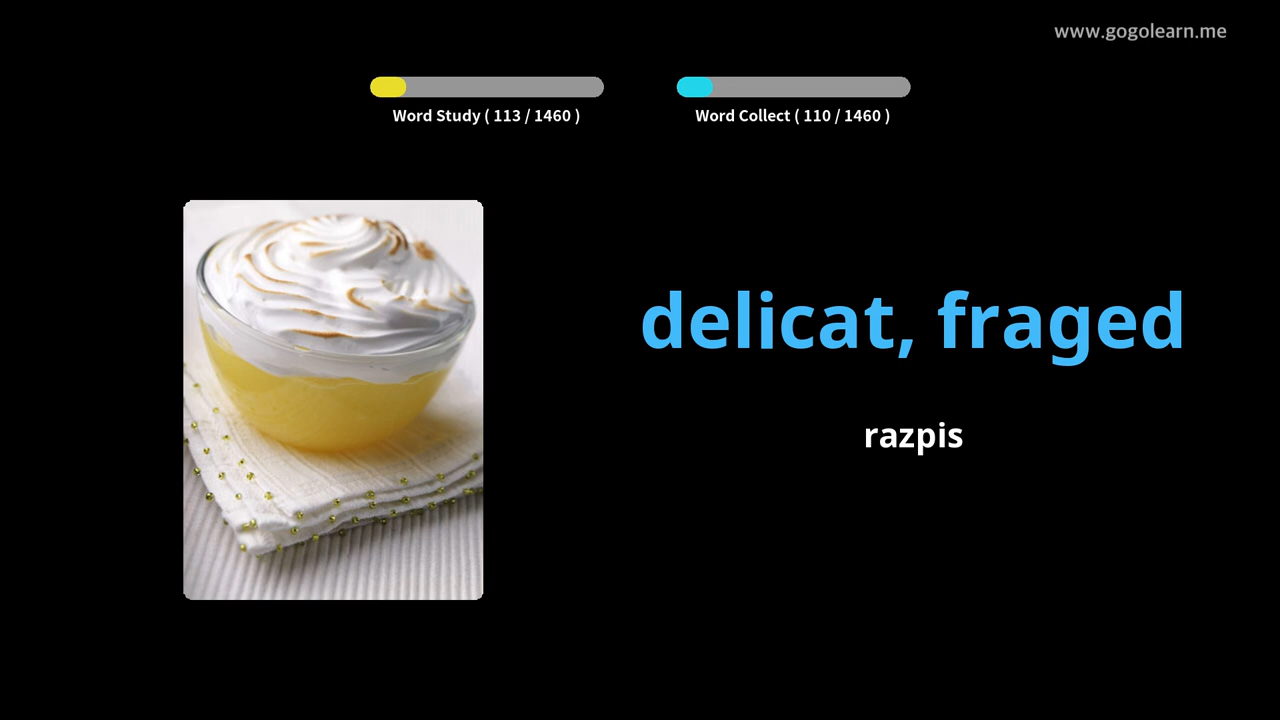 www.gogolearn.me
Word Study ( 113 / 1460 )
Word Collect ( 110 / 1460 )
delicat, fraged
razpis